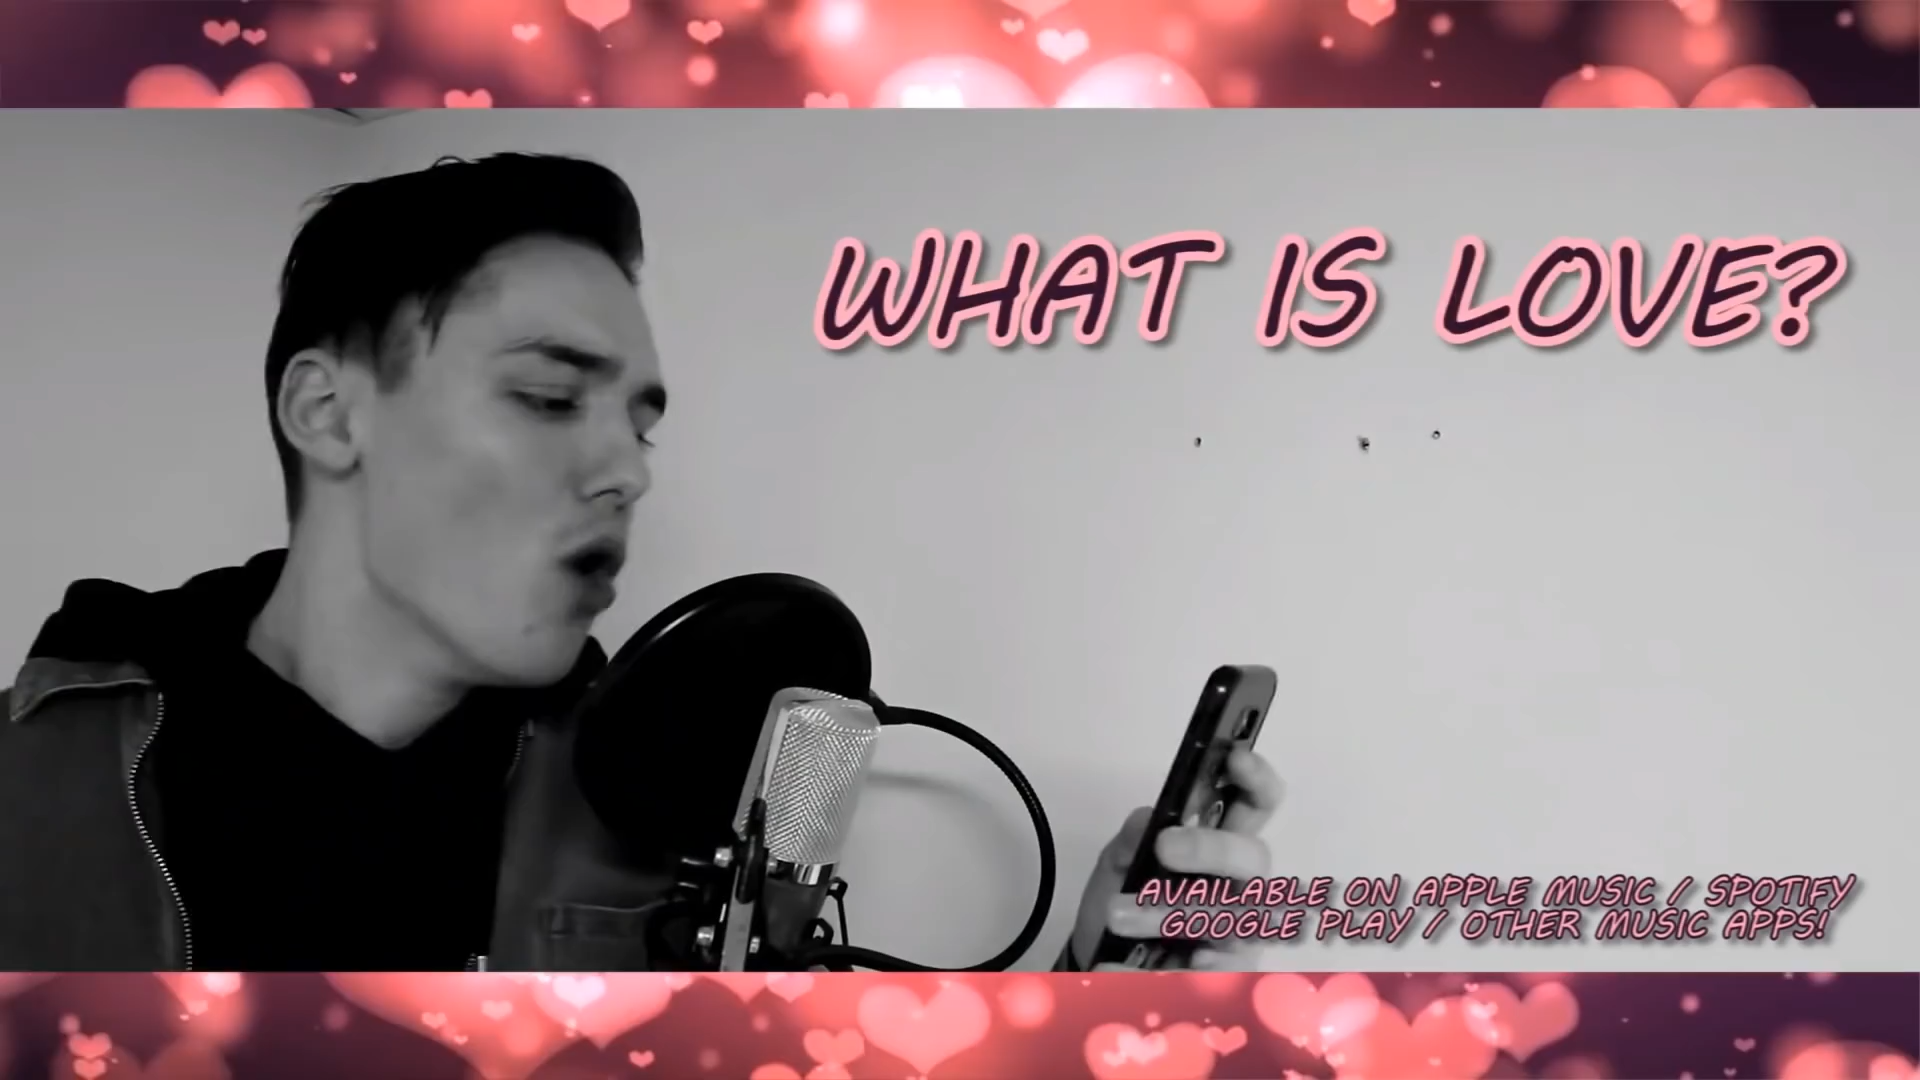 WHAT IS LOVE?
AVAILABLE ON APPLE MUSIC / SPOTIFY
GOOGLE PLAY / OTHER MUSIC APPS!